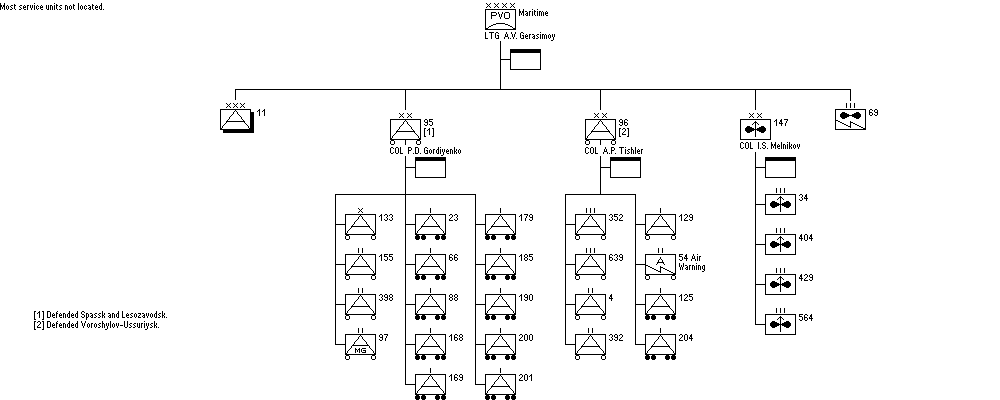 Most service units not located.
PVO Maritime
LTG A.V. Gerasimov
11
95
[1]
96
[2]
147
69
COL P.D. Gordiyenko
COL A.P. Tishler
COL I.S. Melnikov
133
23
179
352
129
34
155
66
185
639
A
54 Air
Warning
404
398
88
190
4
125
429
97
MG
168
200
392
204
564
169
201
[1] Defended Spassk and Lesozavodsk.
[2] Defended Voroshylov-Ussuriysk.